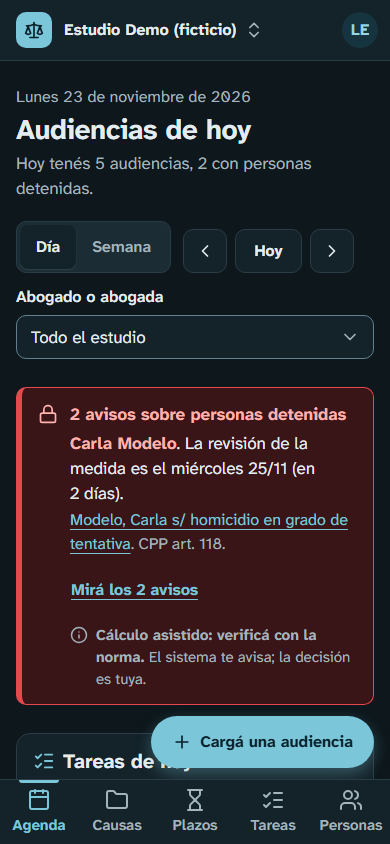 Estudio Demo (ficticio)
LE
Lunes 23 de noviembre de 2026
Audiencias de hoy
Hoy tenés 5 audiencias, 2 con personas
detenidas.
Día
Semana
Hoy
Abogado o abogada
Todo el estudio
2 avisos sobre personas detenidas
Carla Modelo. La revisión de la
medida es el miércoles 25/11 (en
2 días).
Modelo, Carla s/ homicidio en grado de
tentativa. CPP art. 118.
Mirá los 2 avisos
Cálculo asistido: verificá con la
norma. El sistema te avisa; la decisión
es tuya.
Cargá una audiencia
Tareas de
Agenda
Causas
Plazos
Tareas
Personas